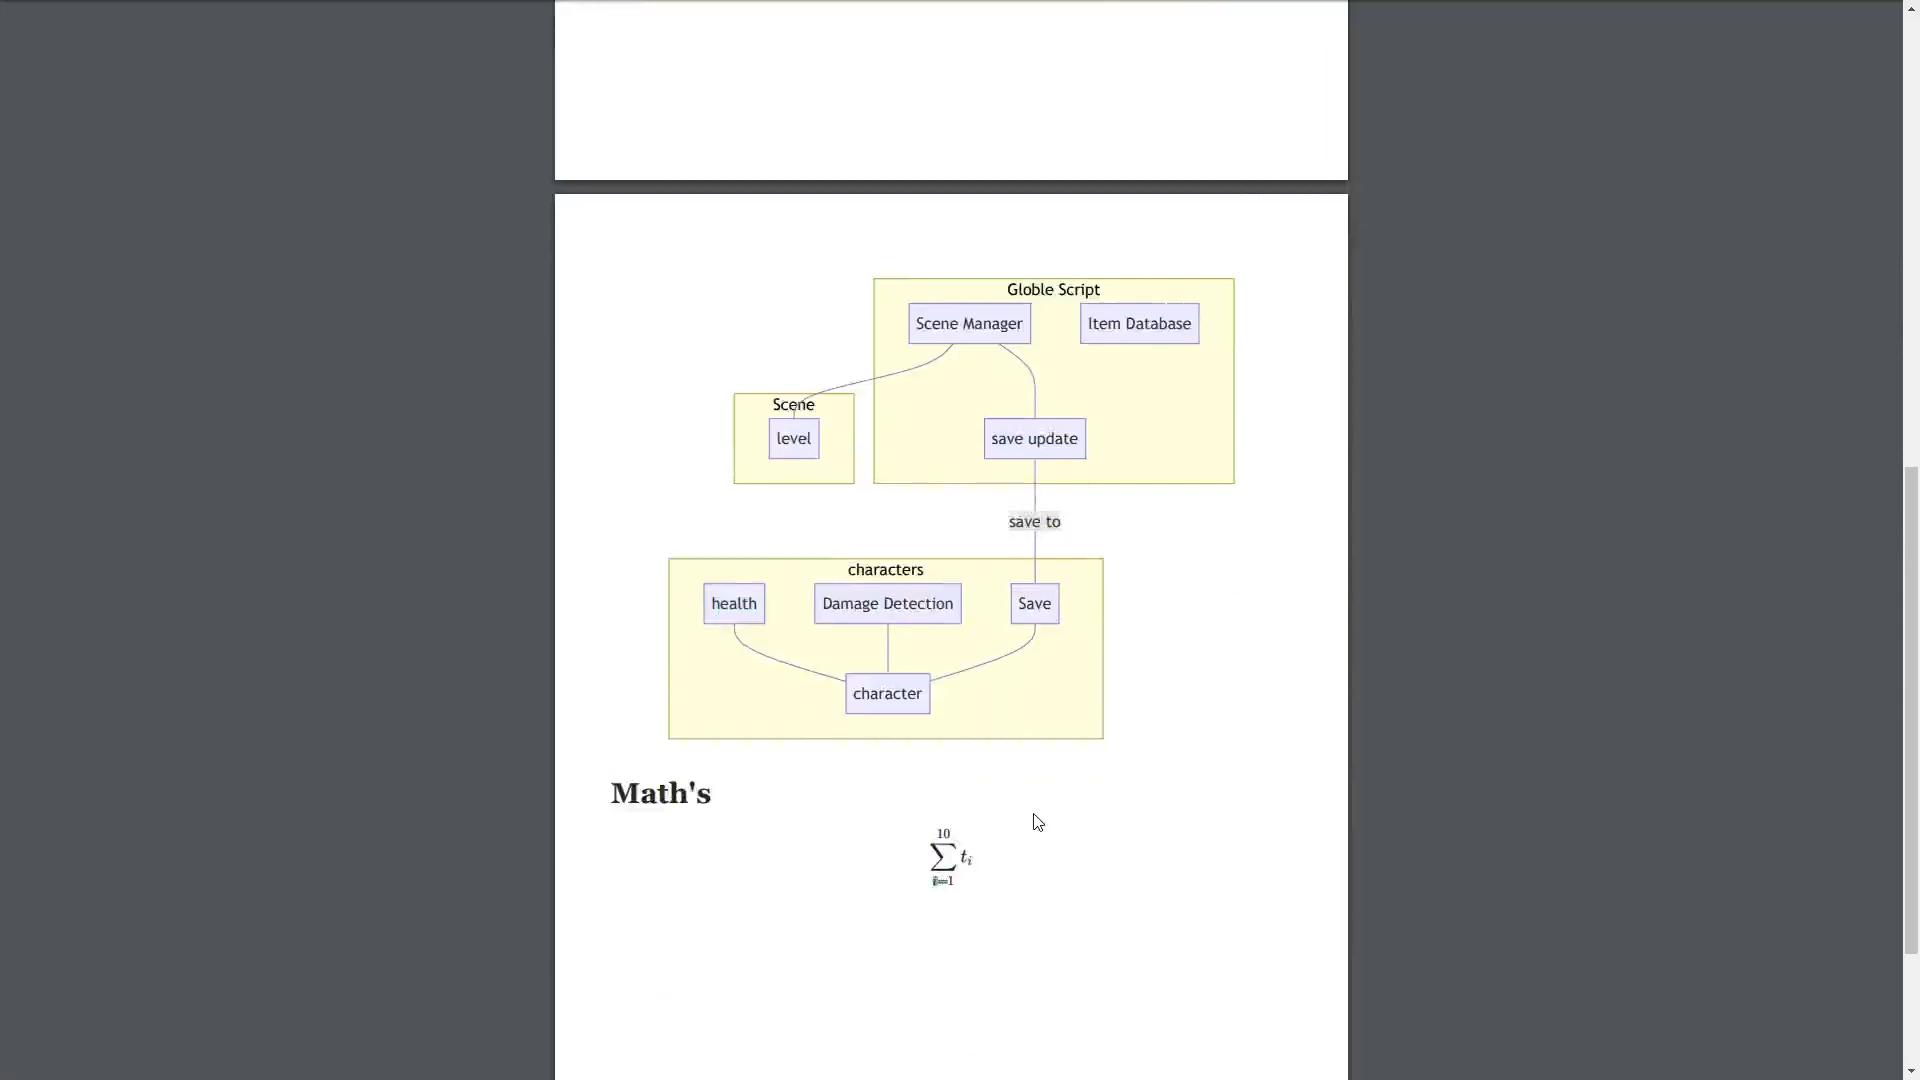 Globle Script
Scene Manager
Item Database
Scene
level
save update
save to
characters
health
Damage Detection
Save
character
Math's
10
∑ tᵢ
i=1